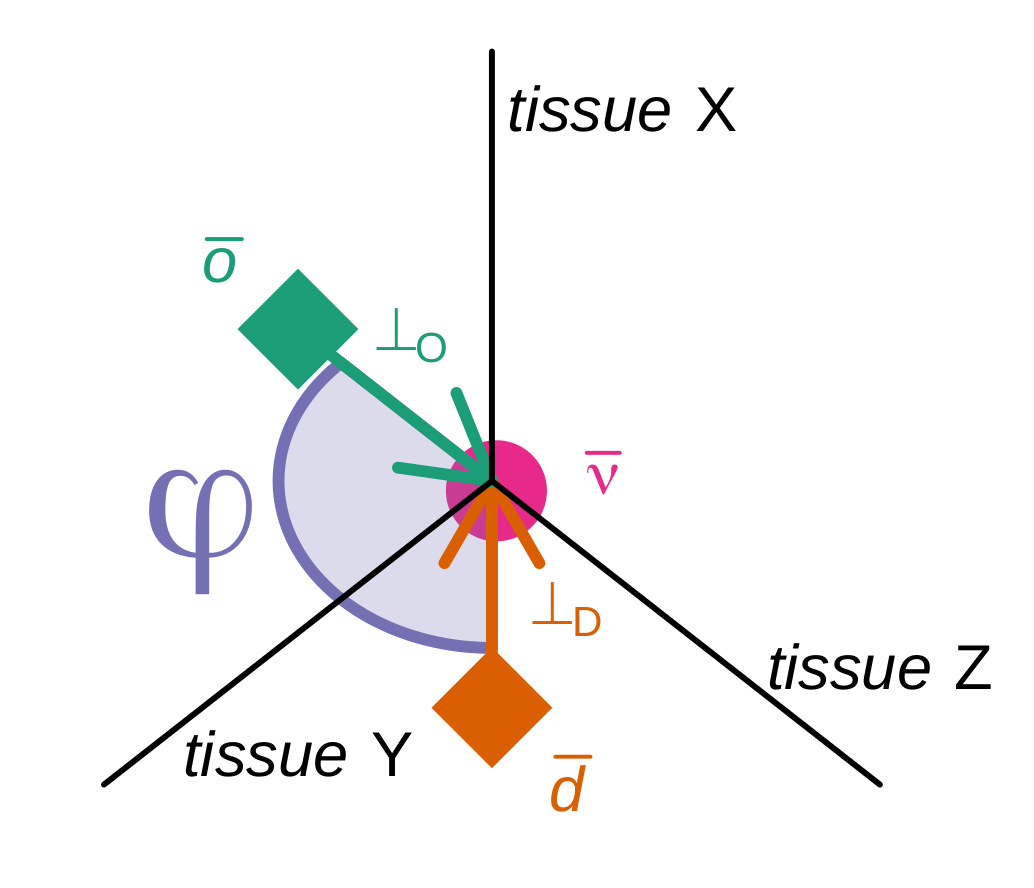 tissue X
o̅
⊥O
φ
ν̅
⊥D
tissue Z
tissue Y
d̅